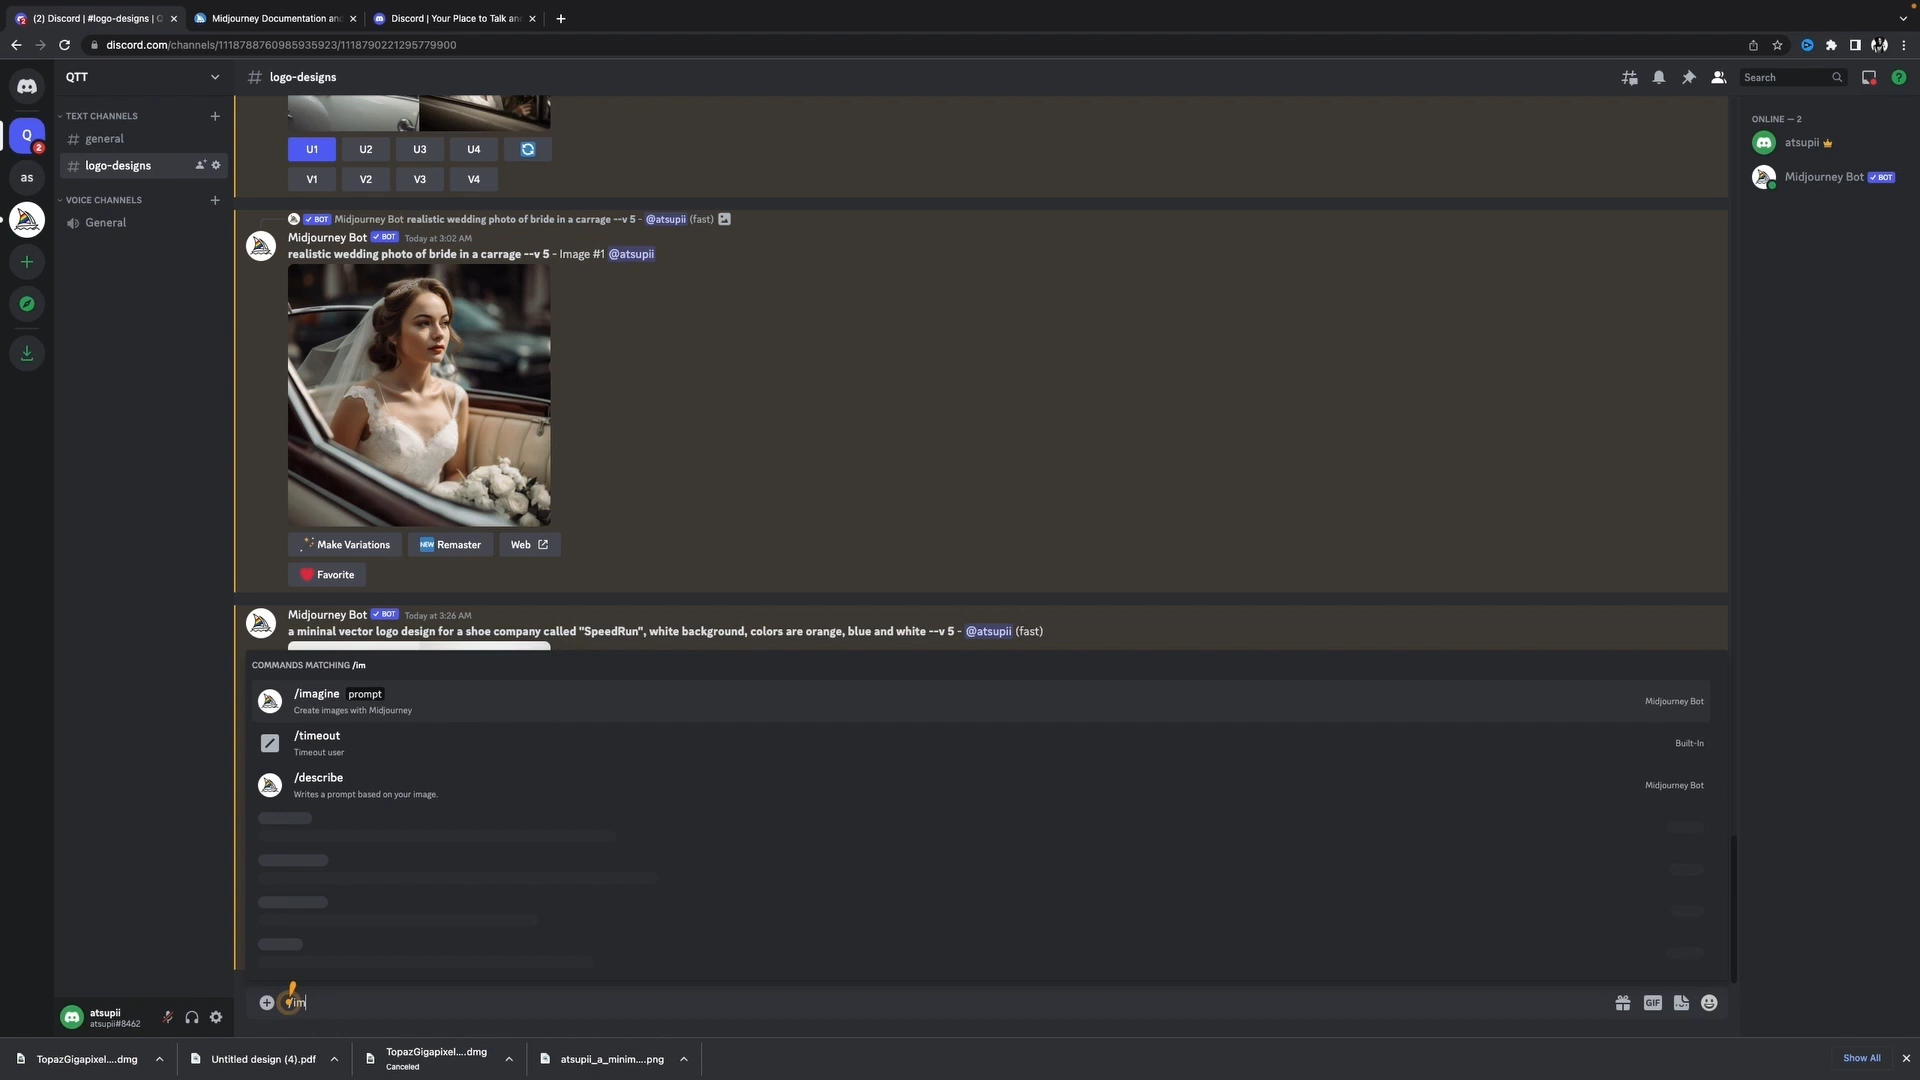 (2) Discord | #logo-designs | Q
Midjourney Documentation and
Discord | Your Place to Talk and
discord.com/channels/1118788760985935923/1118790221295779900
QTT
# logo-designs
Search
TEXT CHANNELS
general
logo-designs
VOICE CHANNELS
General
Q
2
as
U1 U2 U3 U4
V1 V2 V3 V4
BOT Midjourney Bot realistic wedding photo of bride in a carrage --v 5 - @atsupii (fast)
Midjourney Bot BOT Today at 3:02 AM
realistic wedding photo of bride in a carrage --v 5 - Image #1 @atsupii
Make Variations NEW Remaster Web
Favorite
Midjourney Bot BOT Today at 3:26 AM
a mininal vector logo design for a shoe company called "SpeedRun", white background, colors are orange, blue and white --v 5 - @atsupii (fast)
COMMANDS MATCHING /im
/imagine prompt
Create images with Midjourney
Midjourney Bot
/timeout
Timeout user
Built-In
/describe
Writes a prompt based on your image.
Midjourney Bot
/im
GIF
ONLINE — 2
atsupii
Midjourney Bot BOT
atsupii
atsupii#8462
TopazGigapixel....dmg
Untitled design (4).pdf
TopazGigapixel....dmg
Canceled
atsupii_a_minim....png
Show All